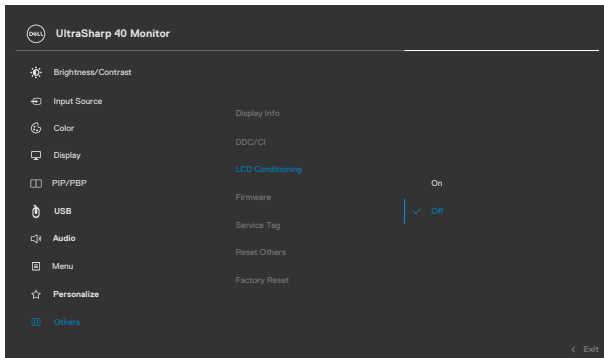 DELL UltraSharp 40 Monitor
Brightness/Contrast
Input Source
Color
Display
PIP/PBP
USB
Audio
Menu
Personalize
Others
Display Info
DDC/CI
LCD Conditioning
Firmware
Service Tag
Reset Others
Factory Reset
On
Off
Exit